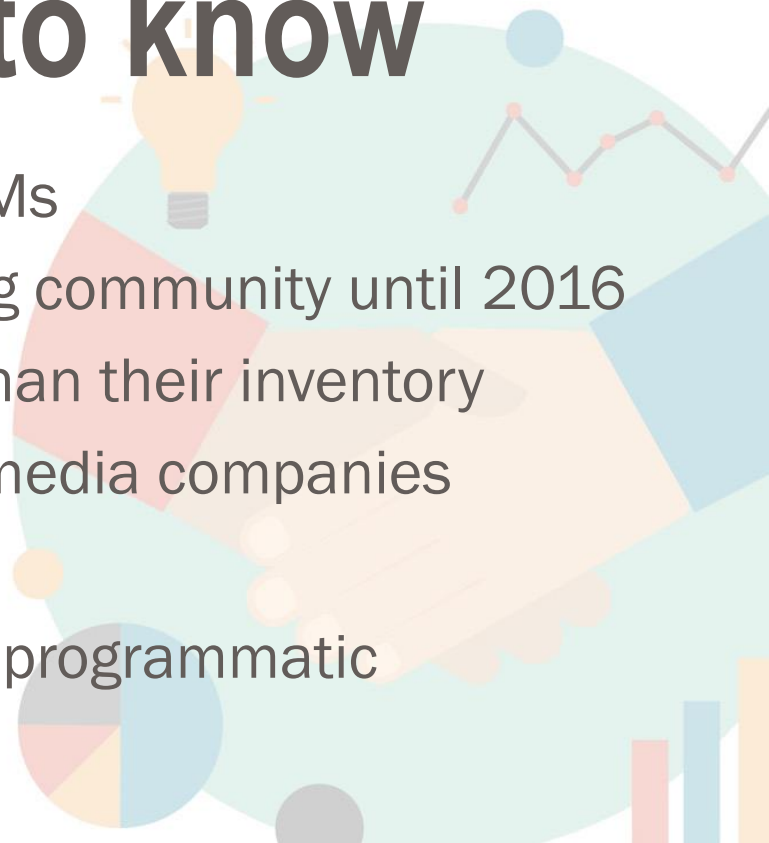 to know
Ms
g community until 2016
han their inventory
media companies
programmatic